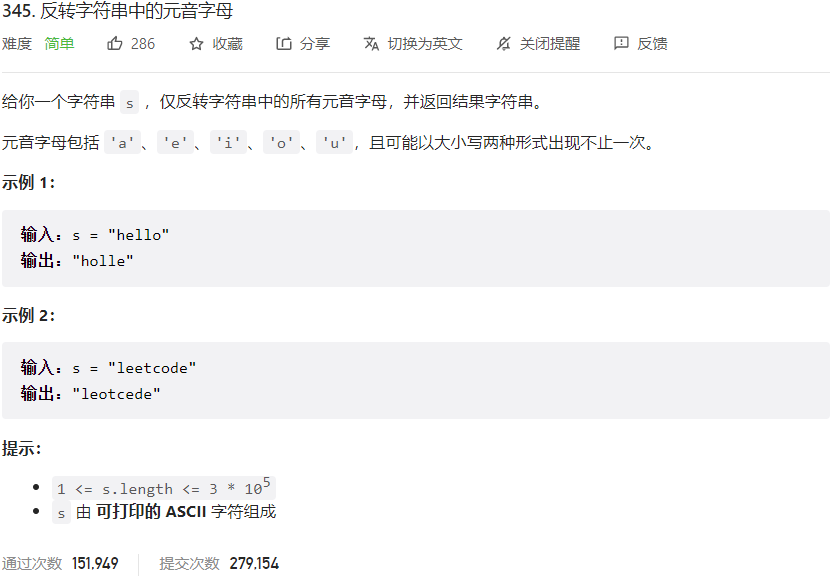 345. 反转字符串中的元音字母
难度 简单 286 收藏 分享 切换为英文 关闭提醒 反馈
给你一个字符串 s ，仅反转字符串中的所有元音字母，并返回结果字符串。
元音字母包括 'a'、'e'、'i'、'o'、'u'，且可能以大小写两种形式出现不止一次。
示例 1：
输入：s = "hello"
输出："holle"
示例 2：
输入：s = "leetcode"
输出："leotcede"
提示：
1 <= s.length <= 3 * 10⁵
s 由 可打印的 ASCII 字符组成
通过次数 151,949 提交次数 279,154